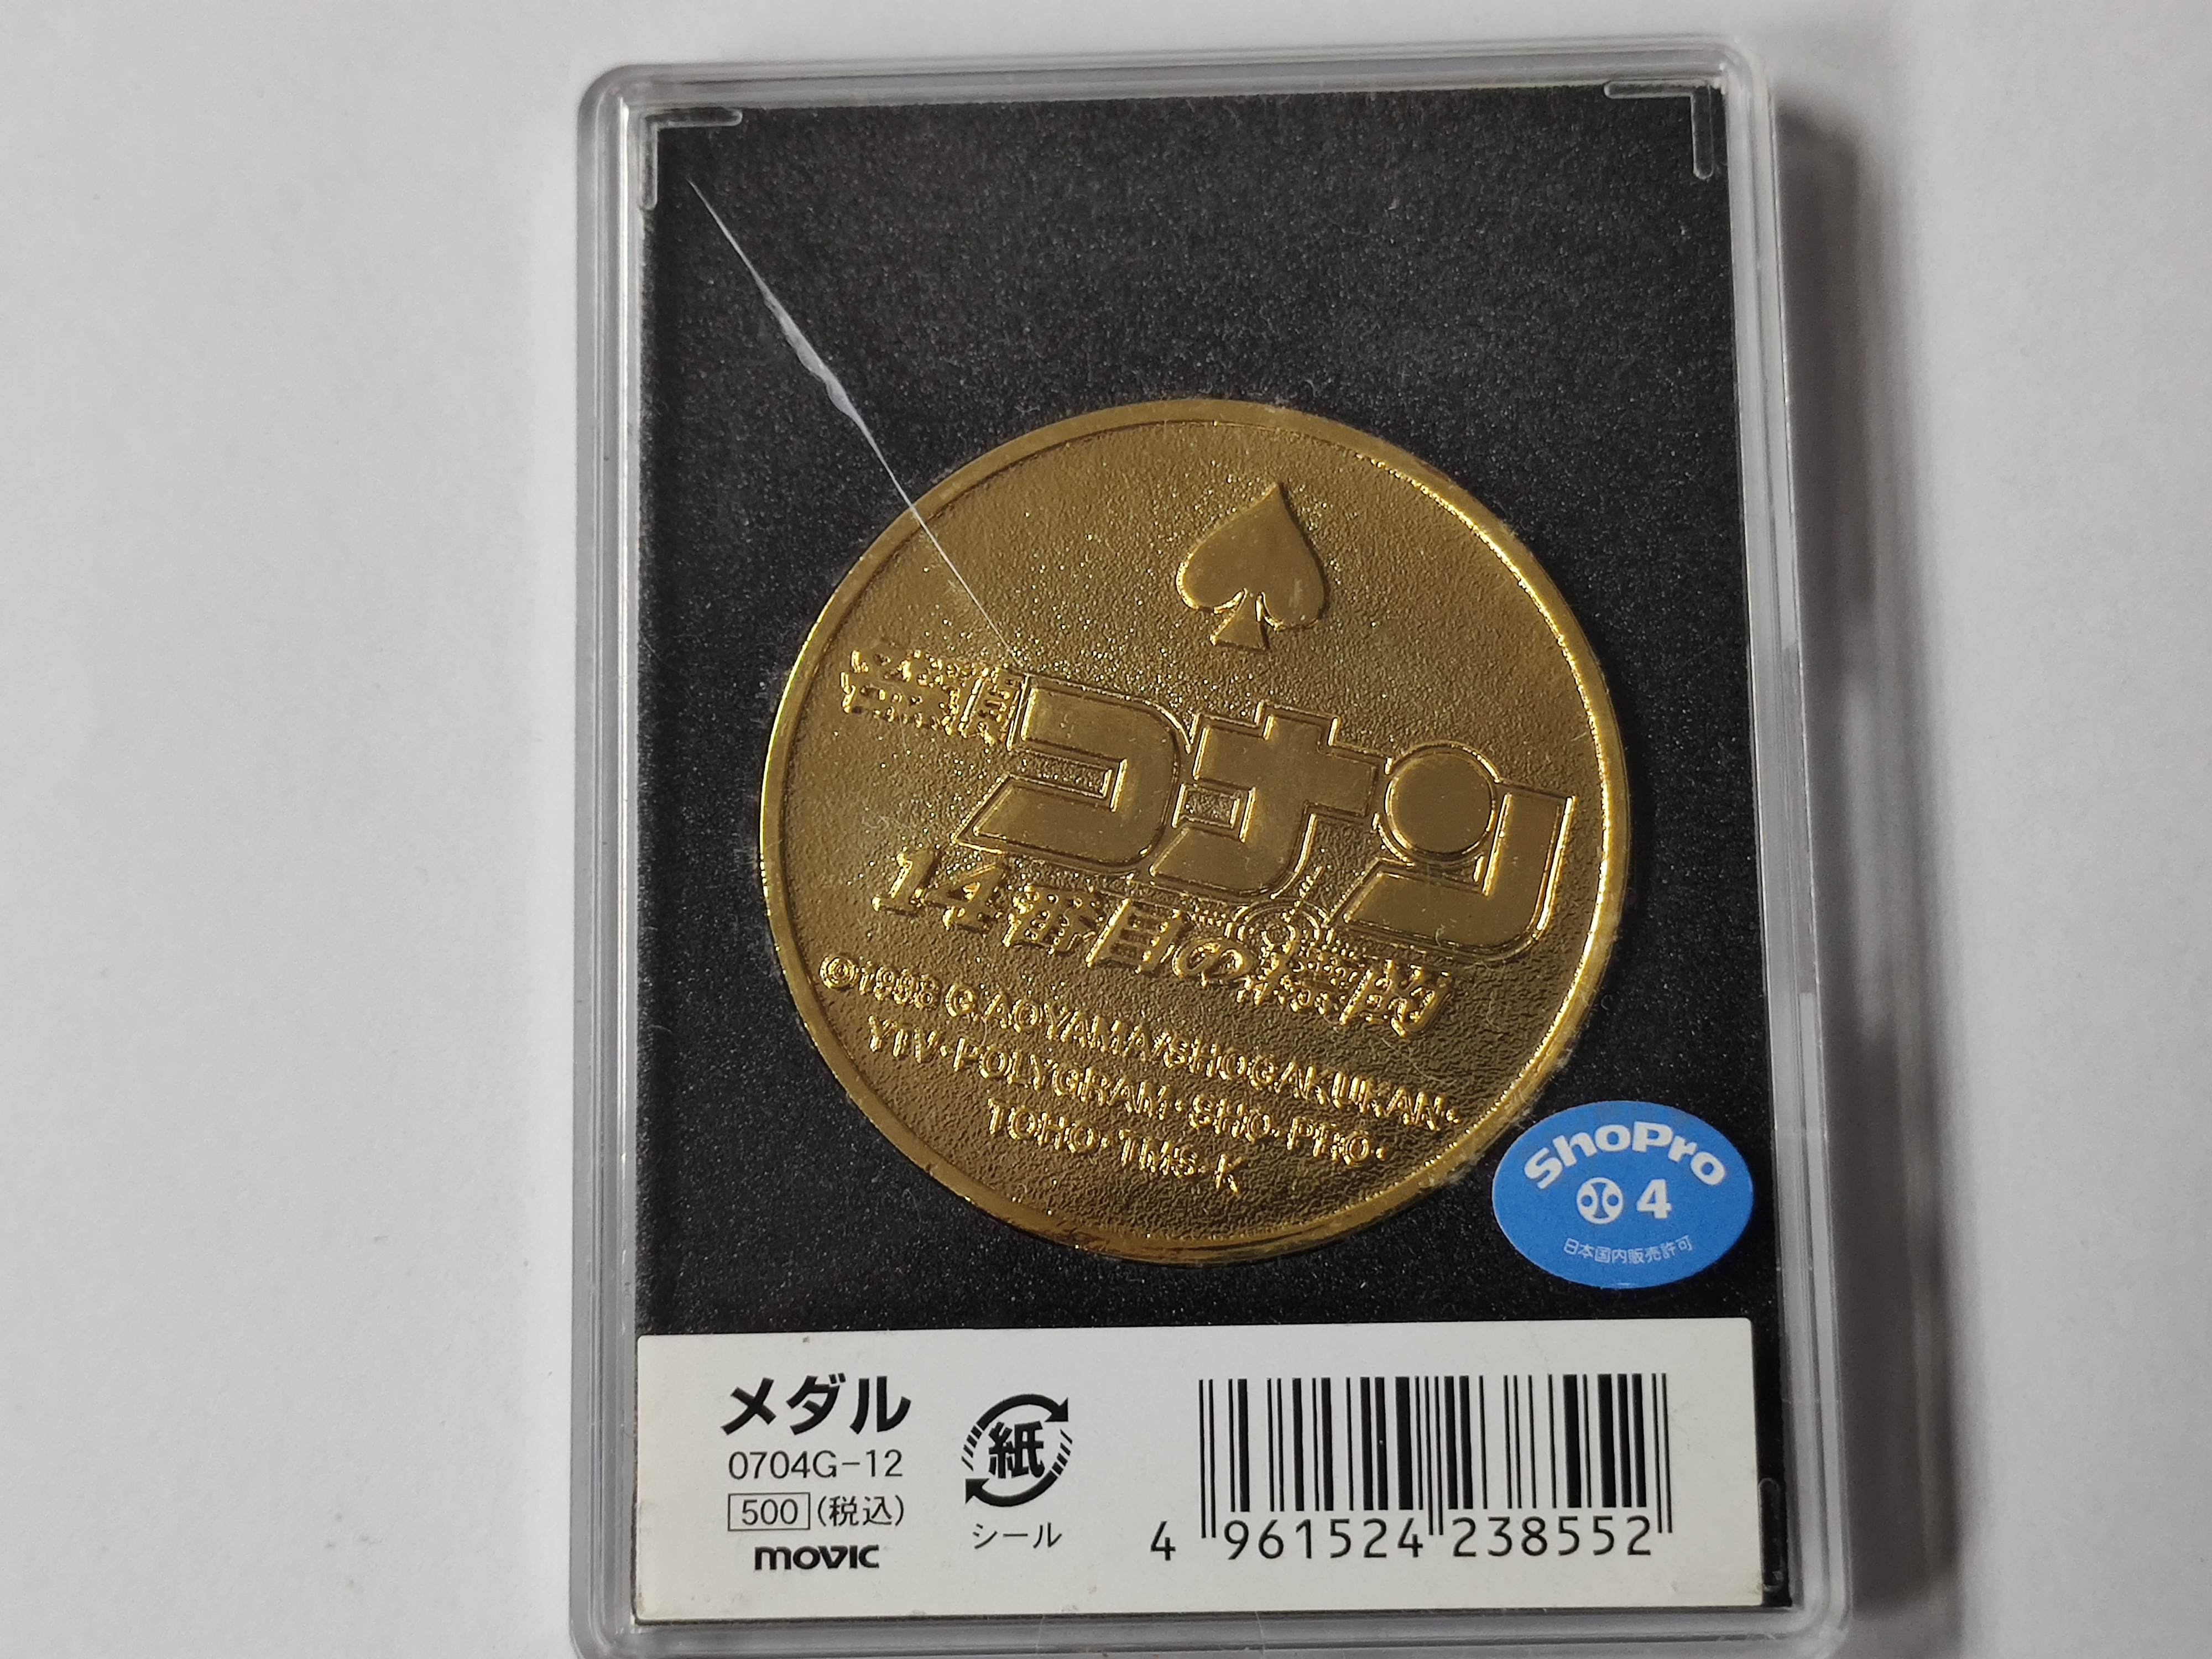 名探偵コナン
14番目の標的
©1998 G.AOYAMA/SHOGAKUKAN・
YTV・POLYGRAM・SHO-PRO・
TOHO・TMS・K
ShoPro
4
日本国内販売許可
メダル
0704G-12
500(税込)
movic
紙
シール
4 961524 238552